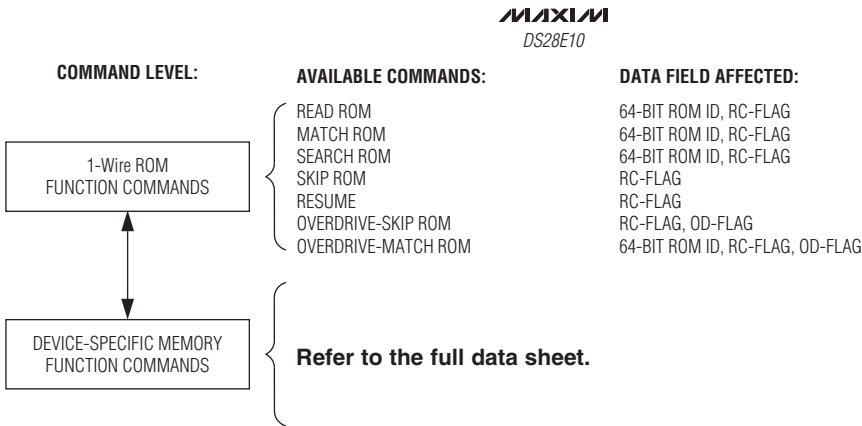 MAXIM
DS28E10
COMMAND LEVEL: AVAILABLE COMMANDS: DATA FIELD AFFECTED:
1-Wire ROM
FUNCTION COMMANDS
READ ROM 64-BIT ROM ID, RC-FLAG
MATCH ROM 64-BIT ROM ID, RC-FLAG
SEARCH ROM 64-BIT ROM ID, RC-FLAG
SKIP ROM RC-FLAG
RESUME RC-FLAG
OVERDRIVE-SKIP ROM RC-FLAG, OD-FLAG
OVERDRIVE-MATCH ROM 64-BIT ROM ID, RC-FLAG, OD-FLAG
DEVICE-SPECIFIC MEMORY
FUNCTION COMMANDS
Refer to the full data sheet.